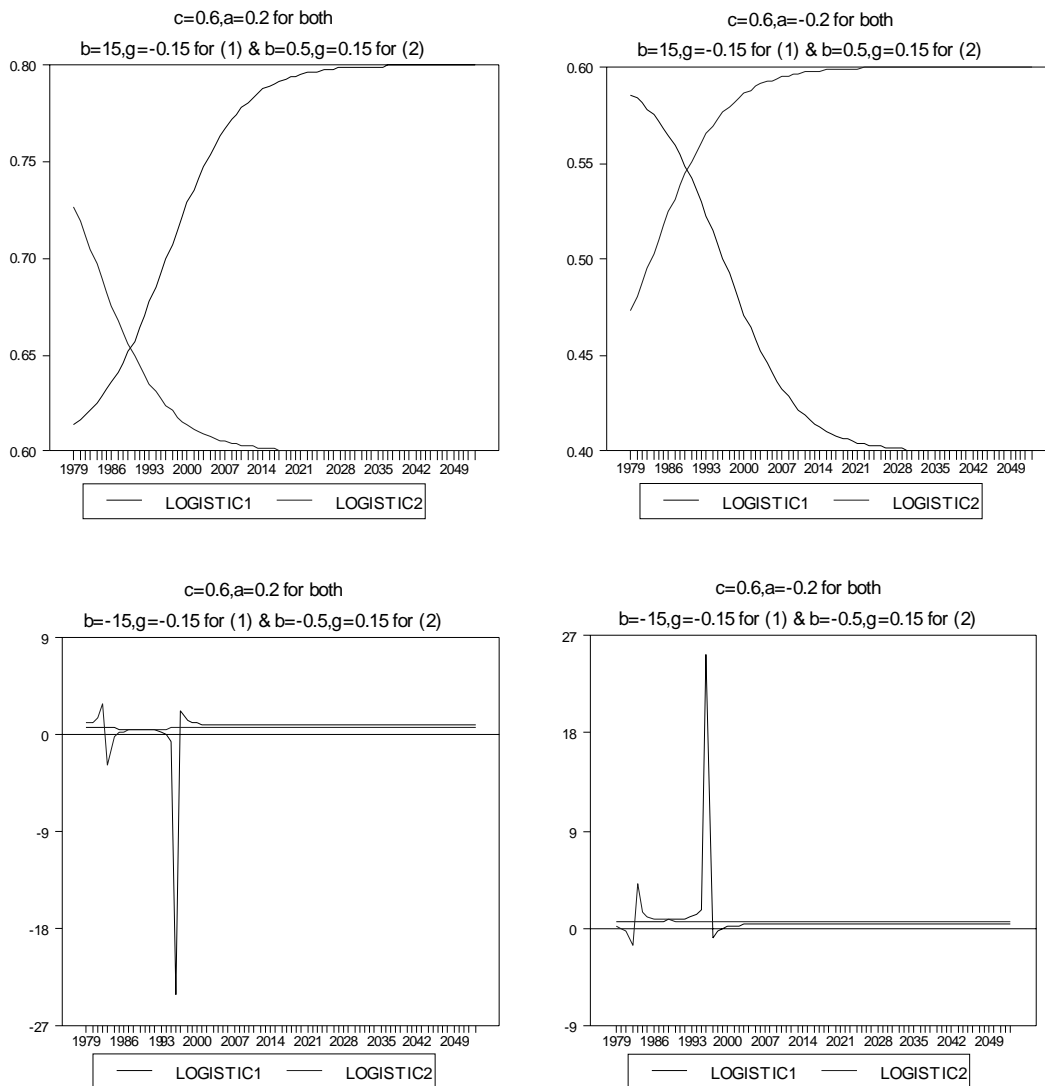 c=0.6,a=0.2 for both
b=15,g=-0.15 for (1) & b=0.5,g=0.15 for (2)
0.80
0.75
0.70
0.65
0.60
1979 1986 1993 2000 2007 2014 2021 2028 2035 2042 2049
LOGISTIC1 LOGISTIC2
c=0.6,a=-0.2 for both
b=15,g=-0.15 for (1) & b=0.5,g=0.15 for (2)
0.60
0.55
0.50
0.45
0.40
1979 1986 1993 2000 2007 2014 2021 2028 2035 2042 2049
LOGISTIC1 LOGISTIC2
c=0.6,a=0.2 for both
b=-15,g=-0.15 for (1) & b=-0.5,g=0.15 for (2)
9
0
-9
-18
-27
1979 1986 1993 2000 2007 2014 2021 2028 2035 2042 2049
LOGISTIC1 LOGISTIC2
c=0.6,a=-0.2 for both
b=-15,g=-0.15 for (1) & b=-0.5,g=0.15 for (2)
27
18
9
0
-9
1979 1986 1993 2000 2007 2014 2021 2028 2035 2042 2049
LOGISTIC1 LOGISTIC2